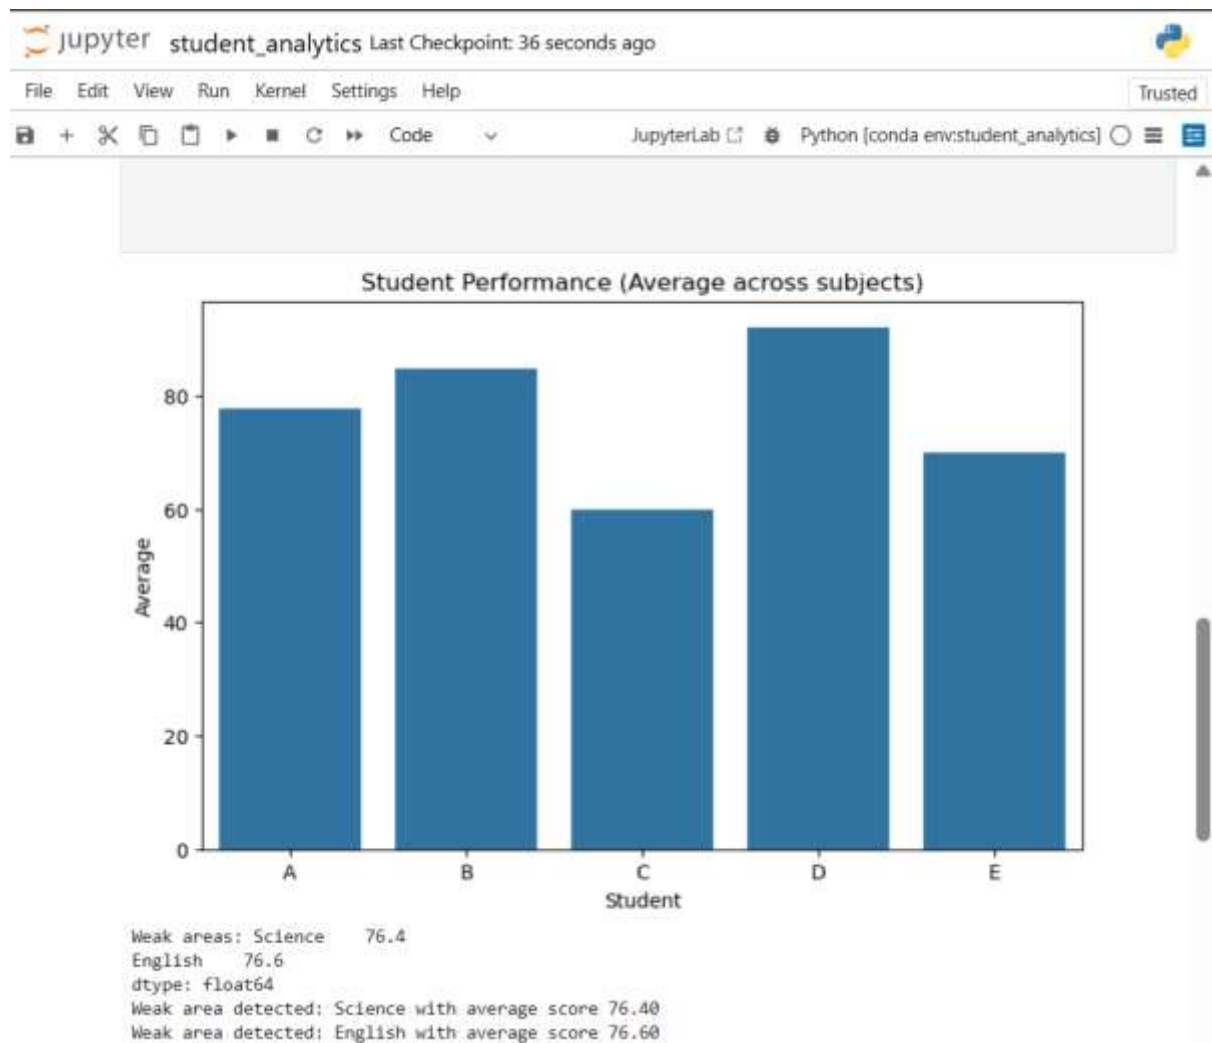 jupyter student_analytics Last Checkpoint: 36 seconds ago
File Edit View Run Kernel Settings Help Trusted
Code JupyterLab Python [conda env:student_analytics]
Student Performance (Average across subjects)
80
60
40
20
0
Average
A B C D E
Student
Weak areas: Science    76.4
English    76.6
dtype: float64
Weak area detected: Science with average score 76.40
Weak area detected: English with average score 76.60